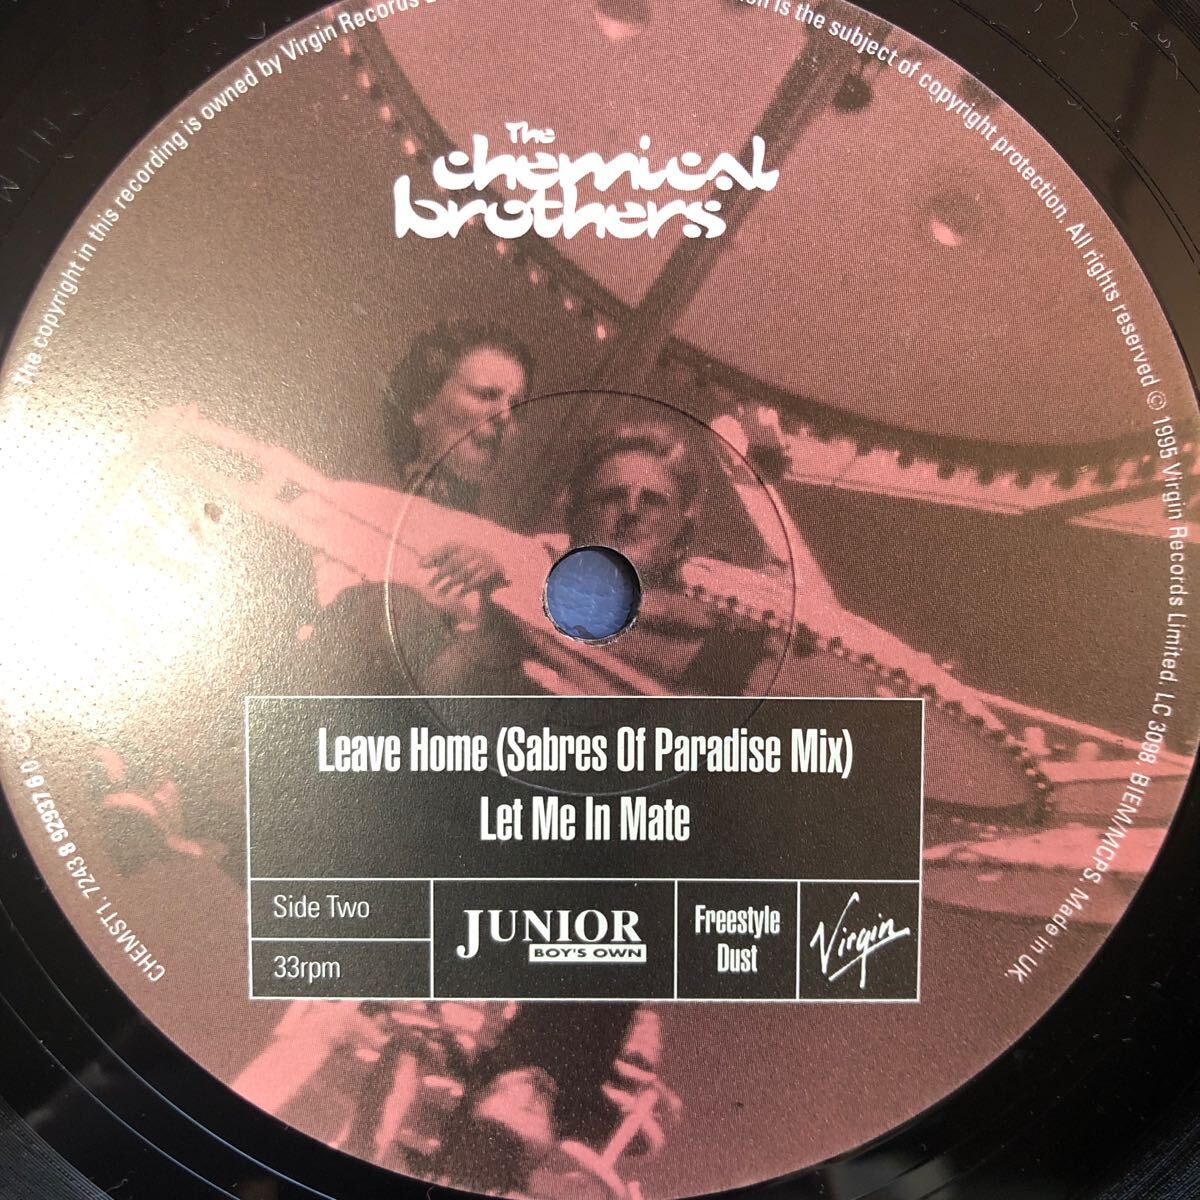 The
chemical
brothers
The copyright in this recording is owned by Virgin Records
is the subject of copyright protection. All rights reserved © 1995 Virgin Records Limited. LC 3098. BIEM/MCPS. Made in UK.
Leave Home (Sabres Of Paradise Mix)
Let Me In Mate
Side Two
33rpm
JUNIOR
BOY'S OWN
Freestyle
Dust
Virgin
CHEMST1. 7243 8 92937 6 0